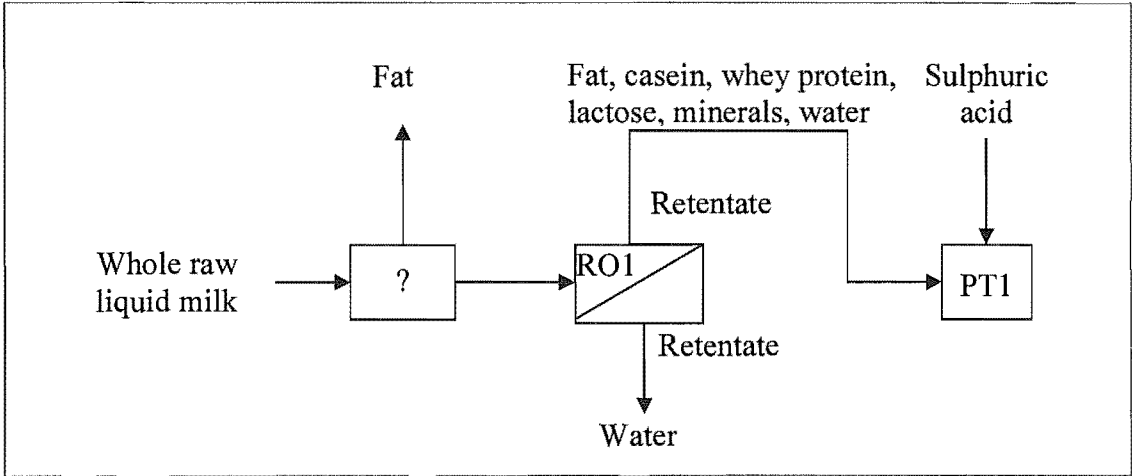 Fat
Fat, casein, whey protein,
lactose, minerals, water
Sulphuric
acid
Retentate
Whole raw
liquid milk
?
RO1
PT1
Retentate
Water